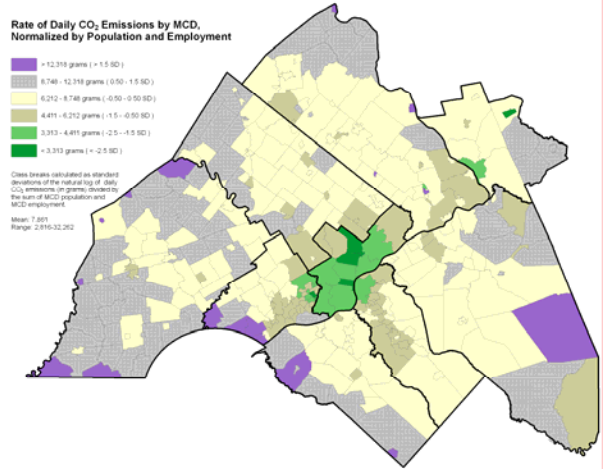 Rate of Daily CO₂ Emissions by MCD,
Normalized by Population and Employment
> 12,318 grams ( > 1.5 SD )
8,748 - 12,318 grams ( 0.50 - 1.5 SD )
6,212 - 8,748 grams ( -0.50 - 0.50 SD )
4,411 - 6,212 grams ( -1.5 - -0.50 SD )
3,313 - 4,411 grams ( -2.5 - -1.5 SD )
< 3,313 grams ( < -2.5 SD )
Class breaks calculated as standard
deviations of the natural log of daily
CO₂ emissions (in grams) divided by
the sum of MCD population and
MCD employment.
Mean: 7,861
Range: 2,816-32,262